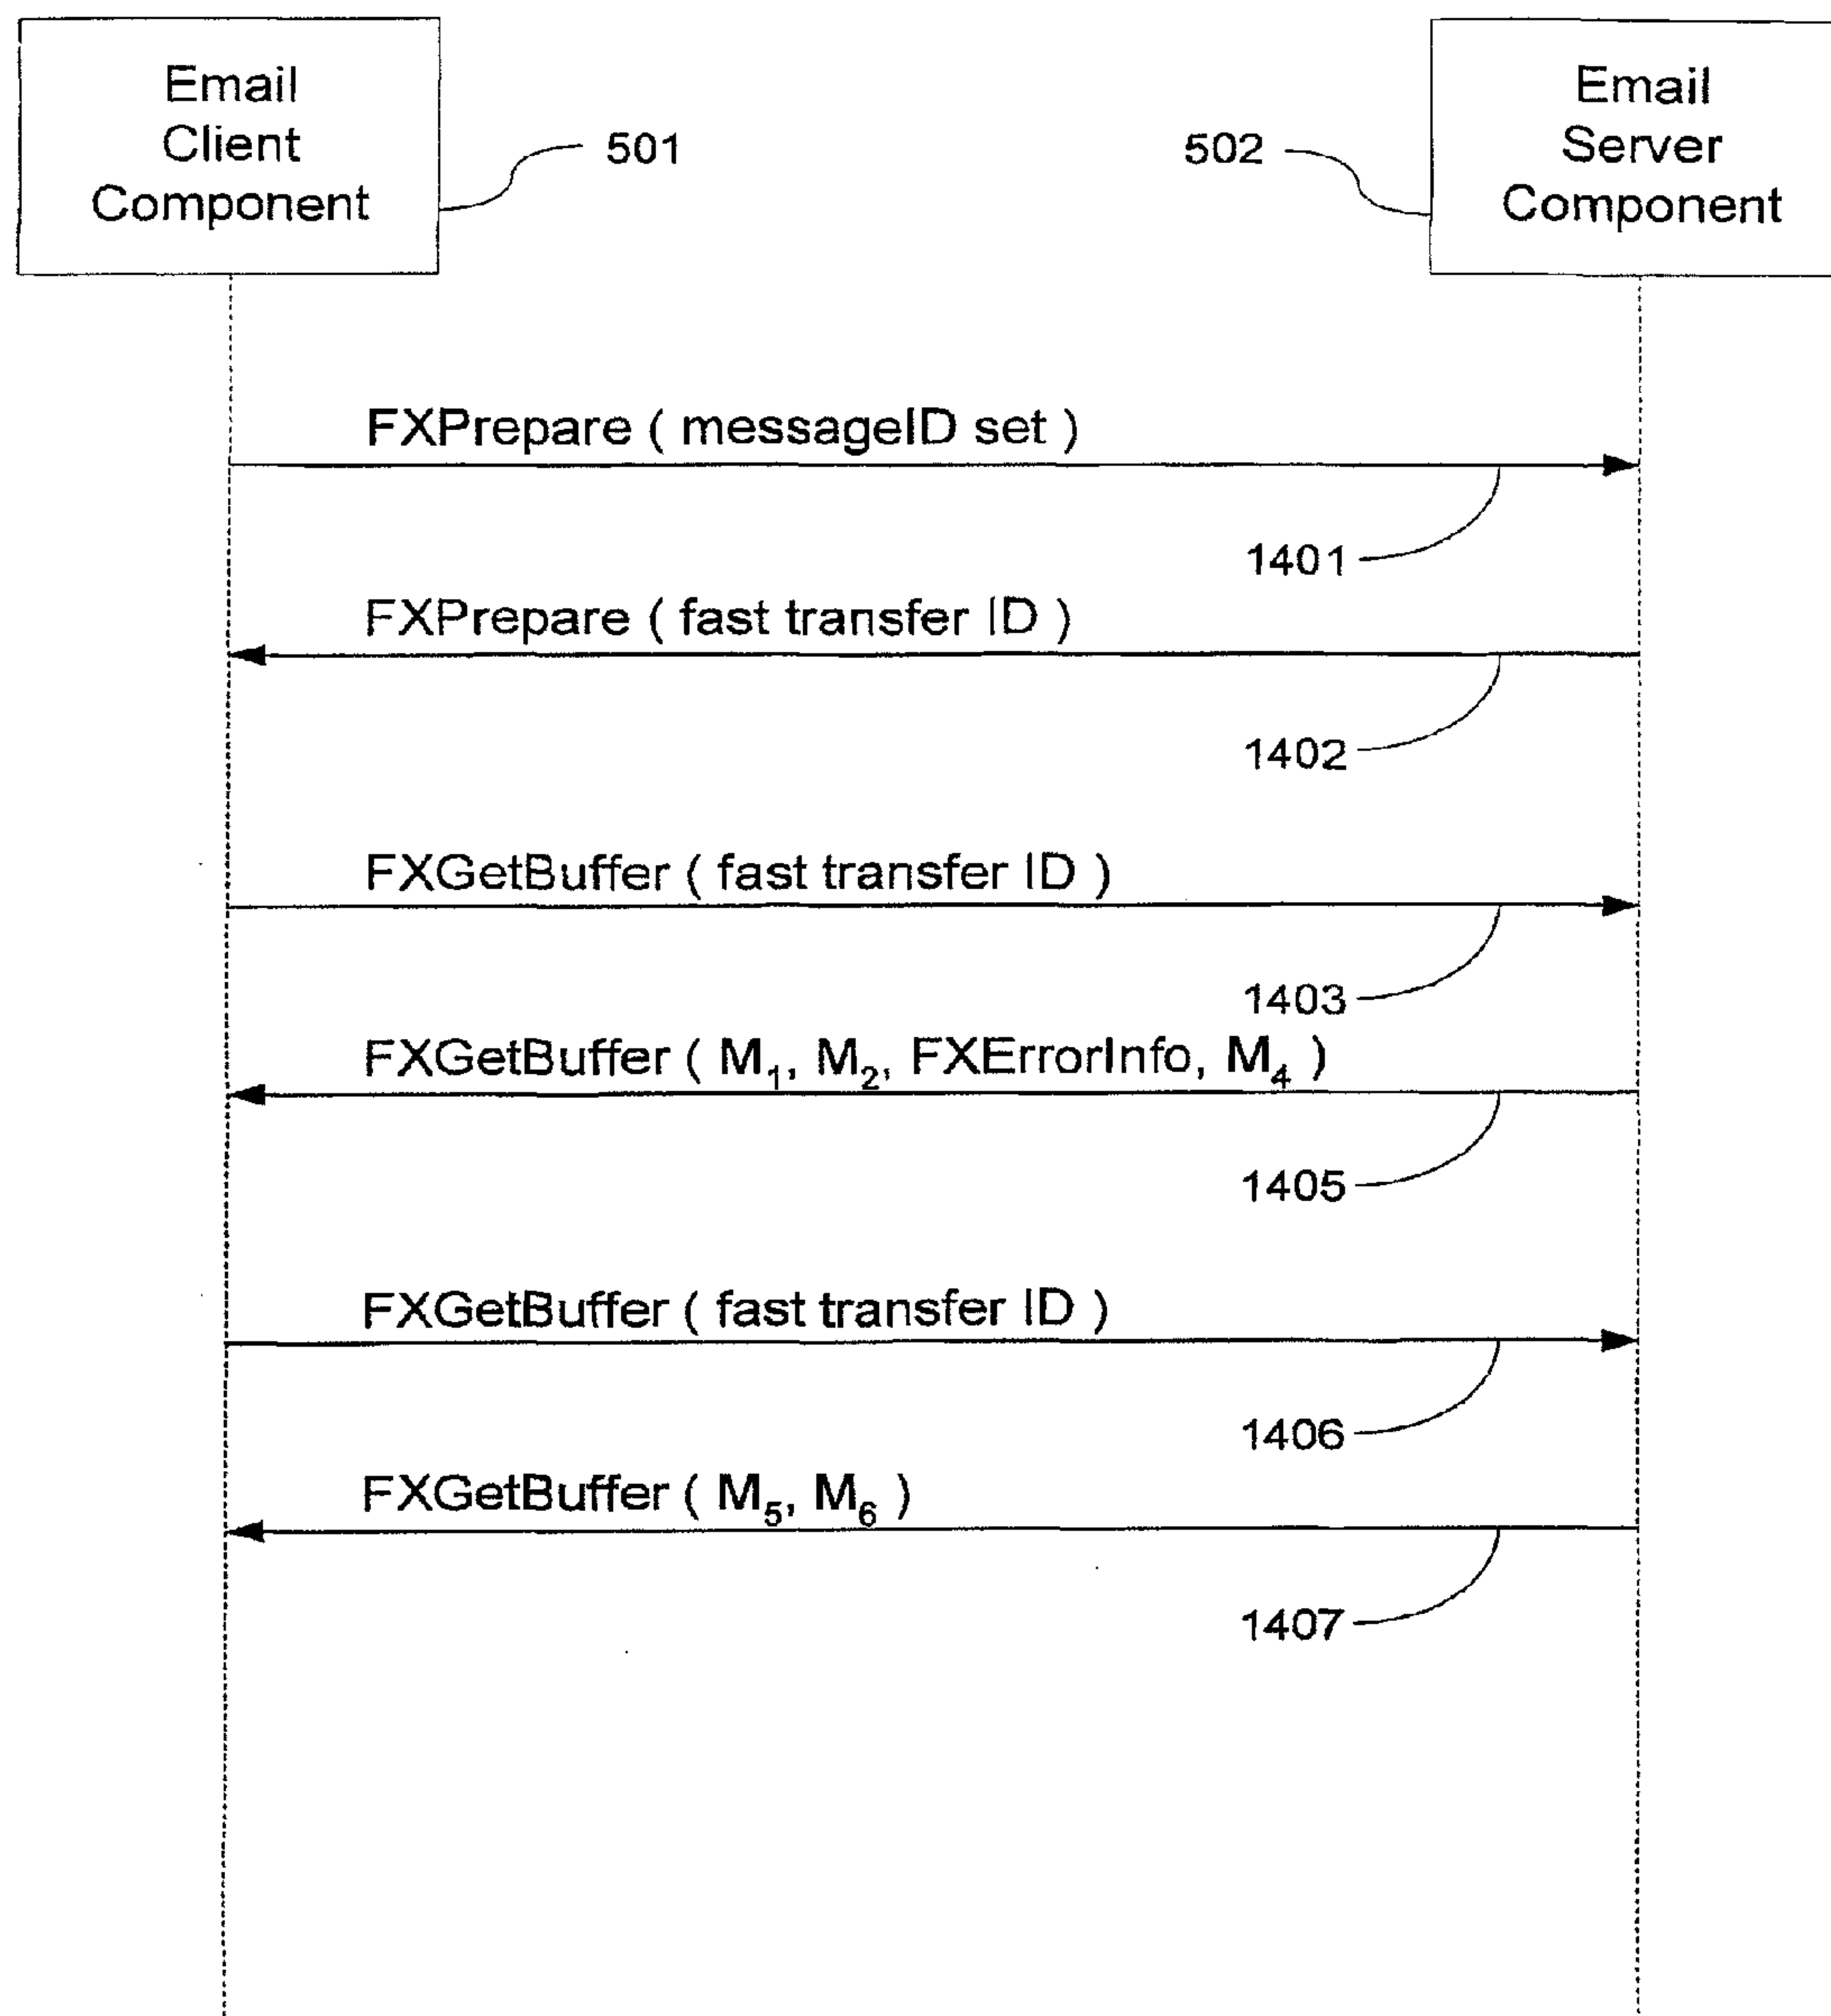 Email
Client
Component
501
Email
Server
Component
502
FXPrepare ( messageID set )
1401
FXPrepare ( fast transfer ID )
1402
FXGetBuffer ( fast transfer ID )
1403
FXGetBuffer ( M₁, M₂, FXErrorInfo, M₄ )
1405
FXGetBuffer ( fast transfer ID )
1406
FXGetBuffer ( M₅, M₆ )
1407